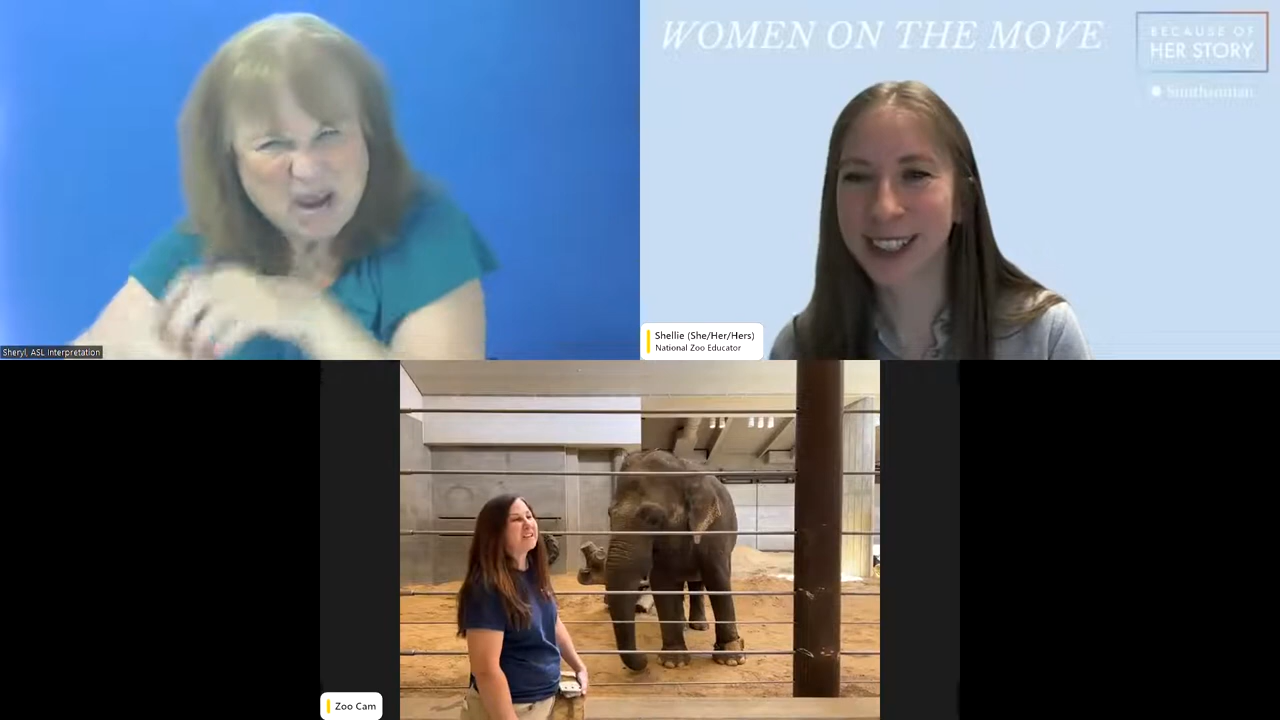 WOMEN ON THE MOVE
BECAUSE OF
HER STORY
Smithsonian
Sheryl, ASL Interpretation
Shellie (She/Her/Hers)
National Zoo Educator
Zoo Cam